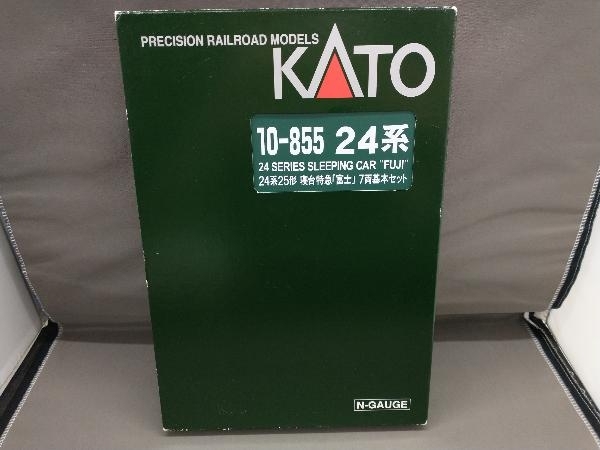 PRECISION RAILROAD MODELS
KATO
10-855 24系
24 SERIES SLEEPING CAR "FUJI"
24系25形 寝台特急「富士」 7両基本セット
N-GAUGE